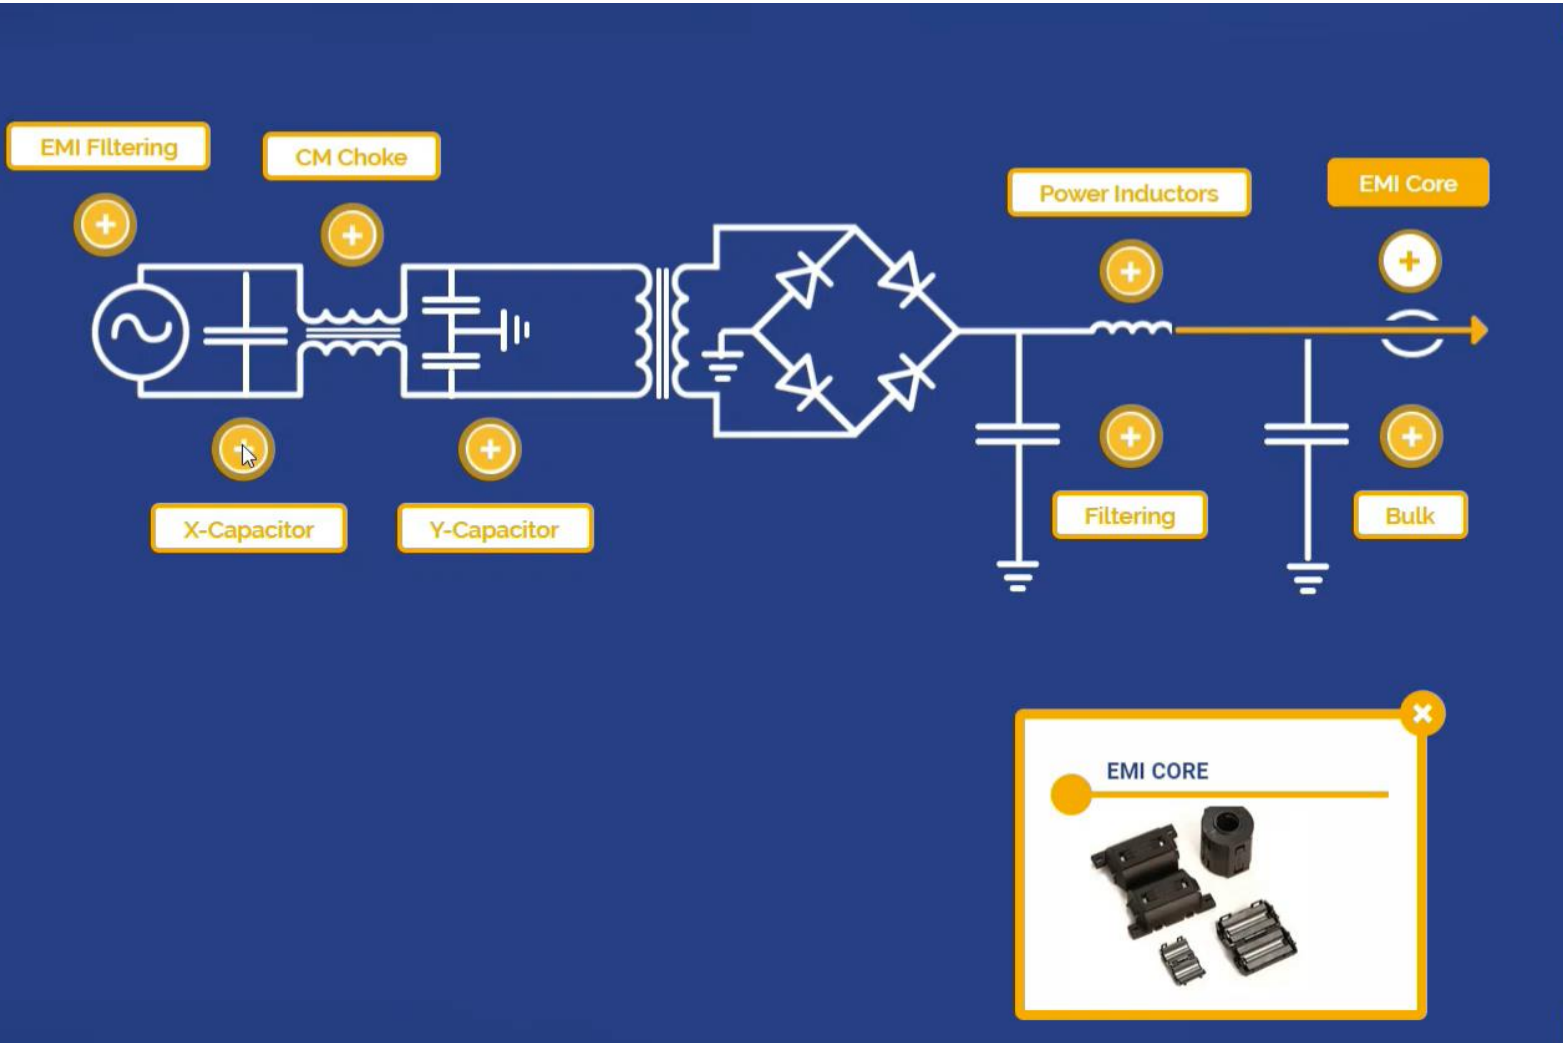 EMI FIltering
CM Choke
Power Inductors
EMI Core
X-Capacitor
Y-Capacitor
Filtering
Bulk
EMI CORE